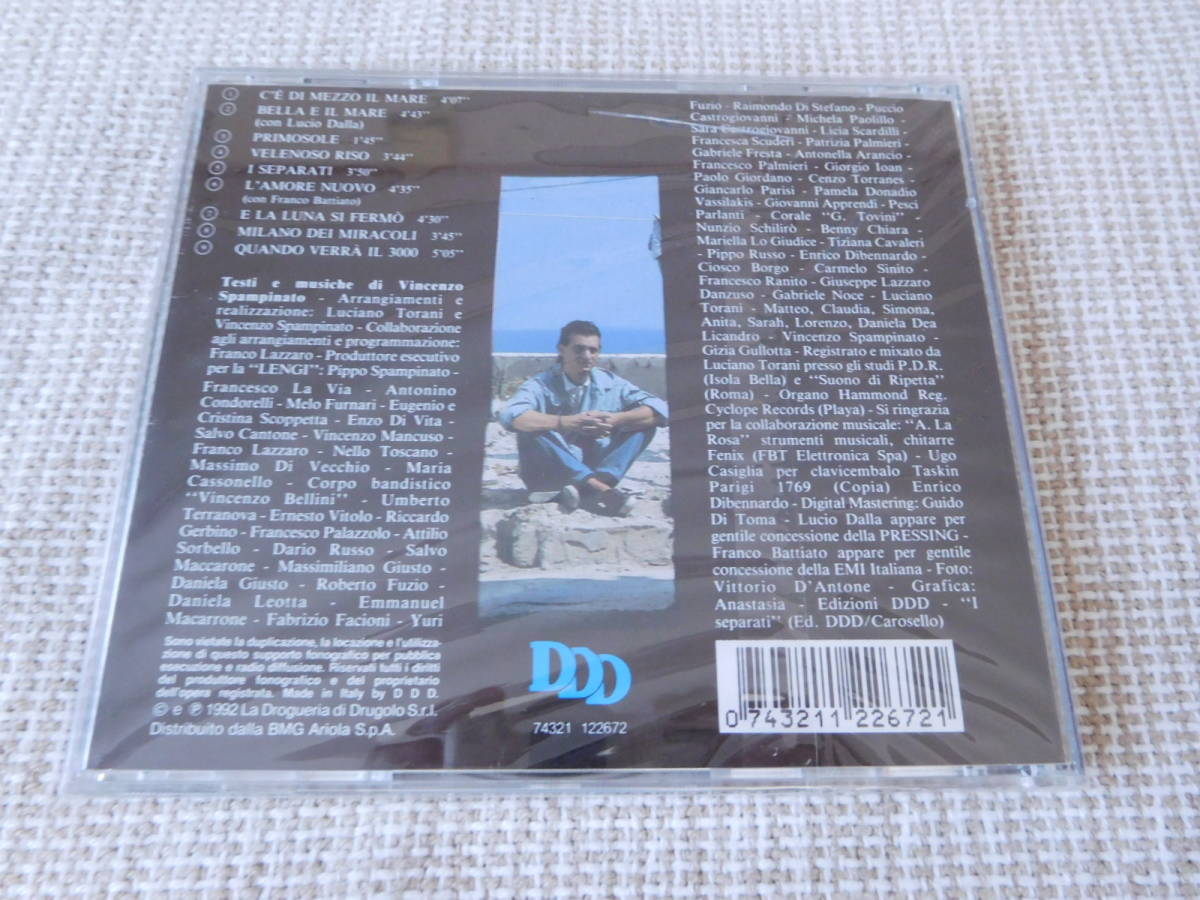 C'È DI MEZZO IL MARE 4'07''
BELLA E IL MARE 4'43''
(con Lucio Dalla)
PRIMOSOLE 1'45''
VELENOSO RISO 3'44''
I SEPARATI 3'50''
L'AMORE NUOVO 4'35''
(con Franco Battiato)
E LA LUNA SI FERMÒ 4'30''
MILANO DEI MIRACOLI 3'45''
QUANDO VERRÀ IL 3000 5'05''
Testi e musiche di Vincenzo
Spampinato - Arrangiamenti e
realizzazione: Luciano Torani e
Vincenzo Spampinato - Collaborazione
agli arrangiamenti e programmazione:
Franco Lazzaro - Produttore esecutivo
per la "LENGI": Pippo Spampinato -
Francesco La Via - Antonino
Condorelli - Melo Furnari - Eugenio e
Cristina Scoppetta - Enzo Di Vita -
Salvo Cantone - Vincenzo Mancuso -
Franco Lazzaro - Nello Toscano -
Massimo Di Vecchio - Maria
Cassonello - Corpo bandistico
"Vincenzo Bellini" - Umberto
Terranova - Ernesto Vitolo - Riccardo
Gerbino - Francesco Palazzolo - Attilio
Sorbello - Dario Russo - Salvo
Maccarone - Massimiliano Giusto -
Daniela Giusto - Roberto Fuzio -
Daniela Leotta - Emmanuel
Macarrone - Fabrizio Facioni - Yuri
Fuzio - Raimondo Di Stefano - Puccio
Castrogiovanni - Michela Paolillo -
Sara Castrogiovanni - Licia Scardilli -
Francesca Scuderi - Patrizia Palmieri -
Gabriele Fresta - Antonella Arancio -
Francesco Palmieri - Giorgio Ioan -
Paolo Giordano - Cenzo Torranes -
Giancarlo Parisi - Pamela Donadio
Vassilakis - Giovanni Apprendi - Pesci
Parlanti - Corale "G. Tovini" -
Nunzio Schilirò - Benny Chiara -
Mariella Lo Giudice - Tiziana Cavaleri
- Pippo Russo - Enrico Dibennardo -
Ciosco Borgo - Carmelo Sinito -
Francesco Ranito - Giuseppe Lazzaro
Danzuso - Gabriele Noce - Luciano
Torani - Matteo, Claudia, Simona,
Anita, Sarah, Lorenzo, Daniela Dea
Licandro - Vincenzo Spampinato -
Gizia Gullotta - Registrato e mixato da
Luciano Torani presso gli studi P.D.R.
(Isola Bella) e "Suono di Ripetta"
(Roma) - Organo Hammond Reg.
Cyclope Records (Playa) - Si ringrazia
per la collaborazione musicale: "A. La
Rosa" strumenti musicali, chitarre
Fenix (FBT Elettronica Spa) - Ugo
Casiglia per clavicembalo Taskin
Parigi 1769 (Copia) Enrico
Dibennardo - Digital Mastering: Guido
Di Toma - Lucio Dalla appare per
gentile concessione della PRESSING -
Franco Battiato appare per gentile
concessione della EMI Italiana - Foto:
Vittorio D'Antone - Grafica:
Anastasia - Edizioni DDD - "I
separati" (Ed. DDD/Carosello)
Sono vietate la duplicazione, la locazione e l'utilizza-
zione di questo supporto fonografico per pubblica
esecuzione e radio diffusione. Riservati tutti i diritti
del produttore fonografico e del proprietario
dell'opera registrata. Made in Italy by D D D.
© e ℗ 1992 La Drogueria di Drugolo S.r.l.
Distribuito dalla BMG Ariola S.p.A.
DDD
74321 122672
0 743211 226721